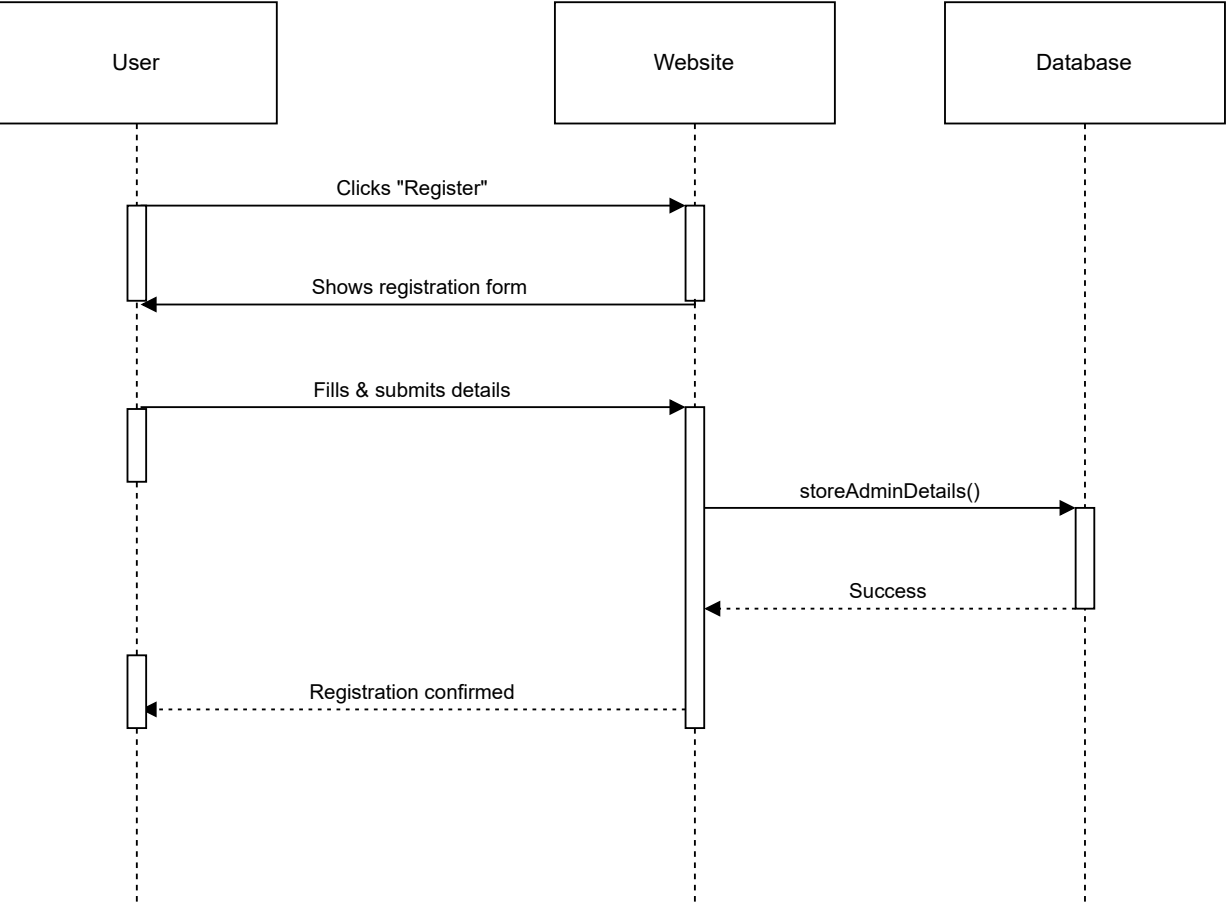 User
Website
Database
Clicks "Register"
Shows registration form
Fills & submits details
storeAdminDetails()
Success
Registration confirmed